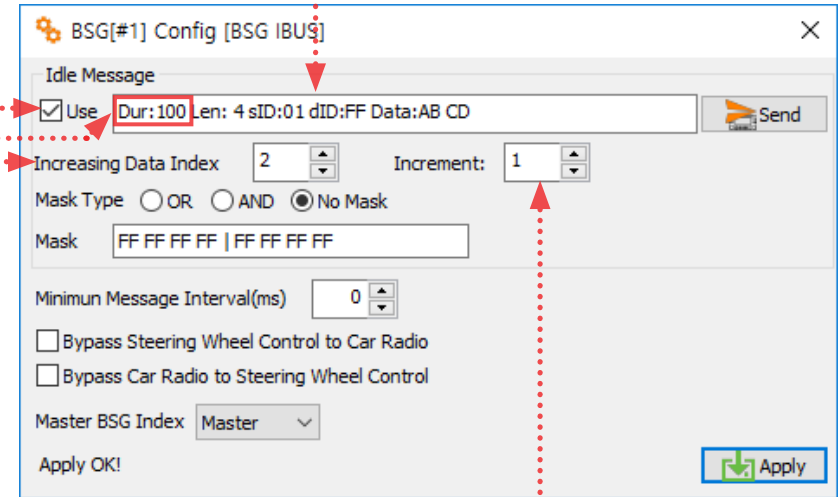 BSG[#1] Config [BSG IBUS]
Idle Message
Use Dur:100 Len: 4 sID:01 dID:FF Data:AB CD Send
Increasing Data Index 2 Increment: 1
Mask Type OR AND No Mask
Mask FF FF FF FF | FF FF FF FF
Minimun Message Interval(ms) 0
Bypass Steering Wheel Control to Car Radio
Bypass Car Radio to Steering Wheel Control
Master BSG Index Master
Apply OK! Apply